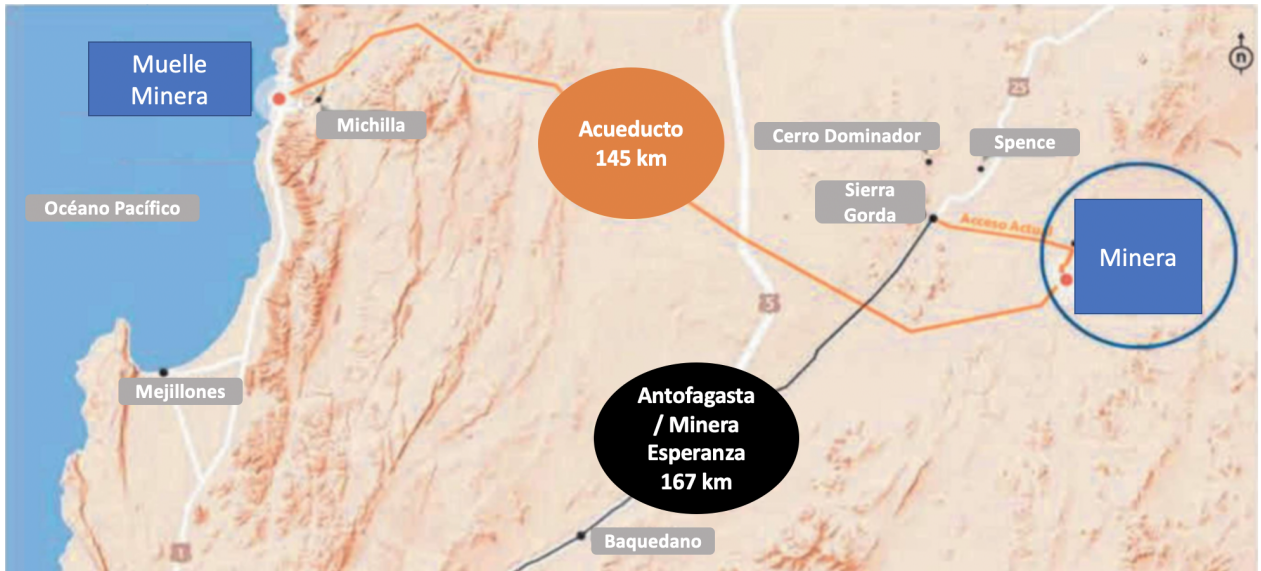 Muelle
Minera
Michilla
Océano Pacífico
Acueducto
145 km
25
Cerro Dominador
Spence
Sierra
Gorda
Acceso Actual
Minera
n
5
Mejillones
Antofagasta
/ Minera
Esperanza
167 km
Baquedano
1